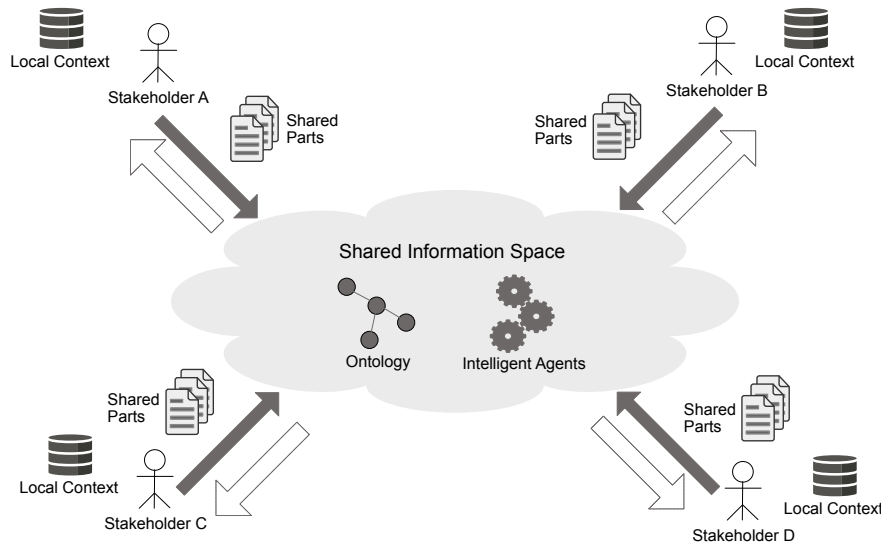 Local Context
Stakeholder A
Shared
Parts
Stakeholder B
Local Context
Shared
Parts
Shared Information Space
Ontology
Intelligent Agents
Shared
Parts
Local Context
Stakeholder C
Shared
Parts
Local Context
Stakeholder D